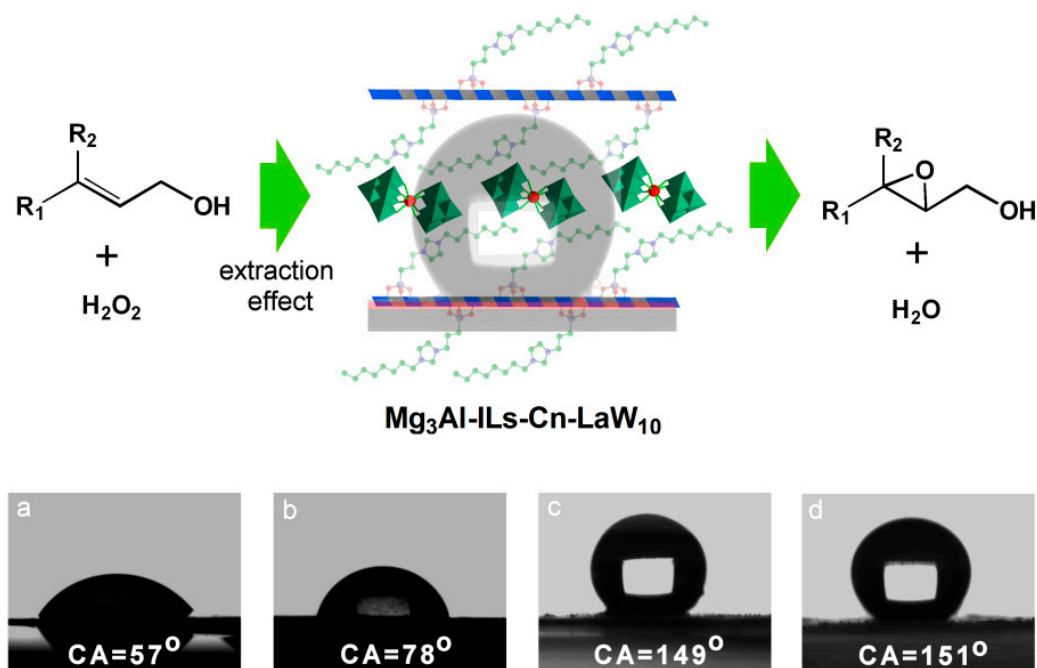 R2
R1
OH
+
H2O2
extraction
effect
Mg3Al-ILs-Cn-LaW10
R2
O
R1
OH
+
H2O
a
CA=57°
b
CA=78°
c
CA=149°
d
CA=151°